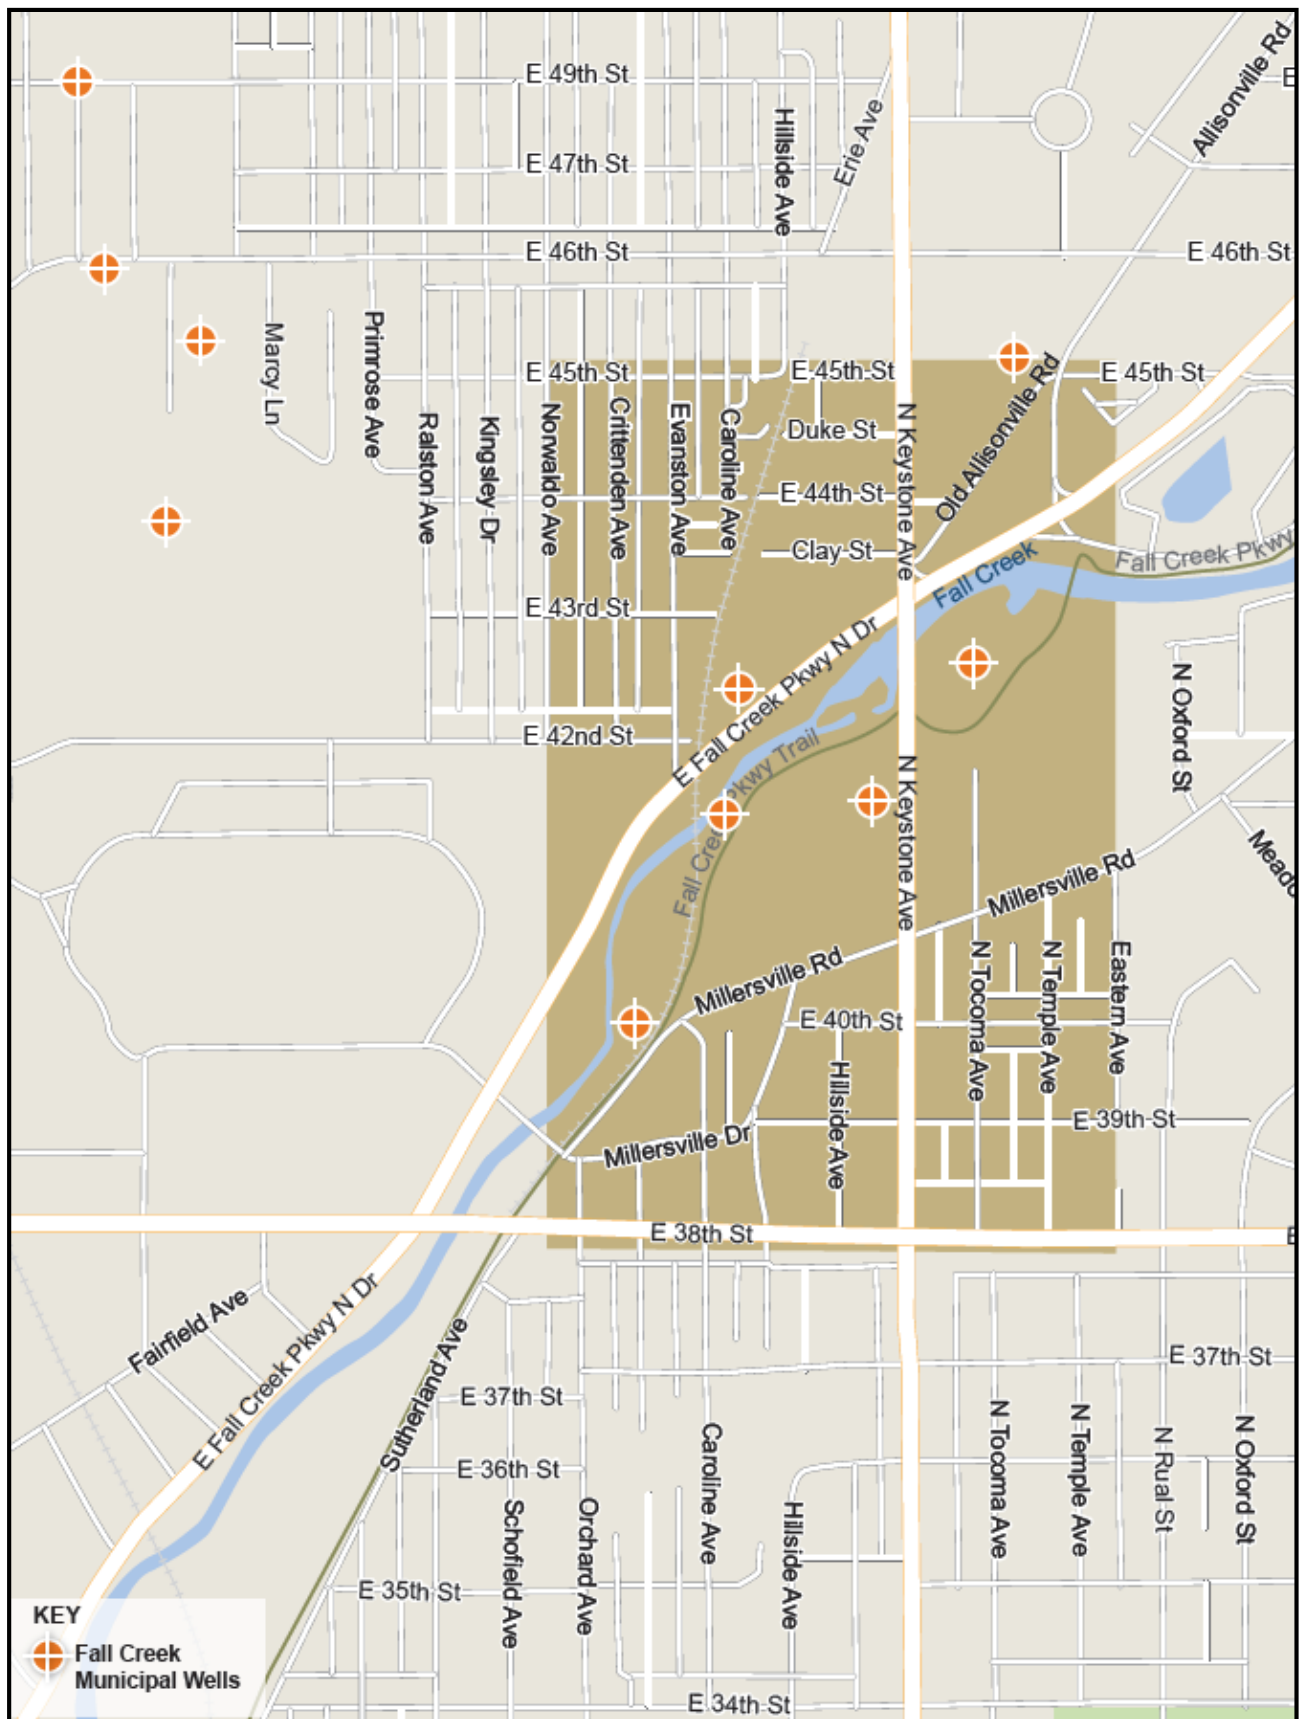 E 49th St
Allisonville Rd
E
Hillside Ave
Erie Ave
E 47th St
E 46th St
E 46th St
Marcy Ln
Primrose Ave
E 45th St
E 45th St
E 45th St
Ralston Ave
Kingsley Dr
Norwaldo Ave
Crittenden Ave
Evanston Ave
Caroline Ave
Duke St
N Keystone Ave
Old Allisonville Rd
E 44th St
Clay St
Fall Creek
Fall Creek Pkwy
E 43rd St
E Fall Creek Pkwy N Dr
N Oxford St
E 42nd St
Fall Creek Pkwy Trail
N Keystone Ave
Meado
Millersville Rd
Millersville Rd
N Tocoma Ave
N Temple Ave
Eastern Ave
E 40th St
Hillside Ave
E 39th St
Millersville Dr
E 38th St
E
Fairfield Ave
E Fall Creek Pkwy N Dr
Sutherland Ave
E 37th St
E 37th St
E 36th St
Caroline Ave
N Tocoma Ave
N Temple Ave
N Rual St
N Oxford St
Schofield Ave
Orchard Ave
Hillside Ave
E 35th St
E 34th St
KEY
Fall Creek
Municipal Wells